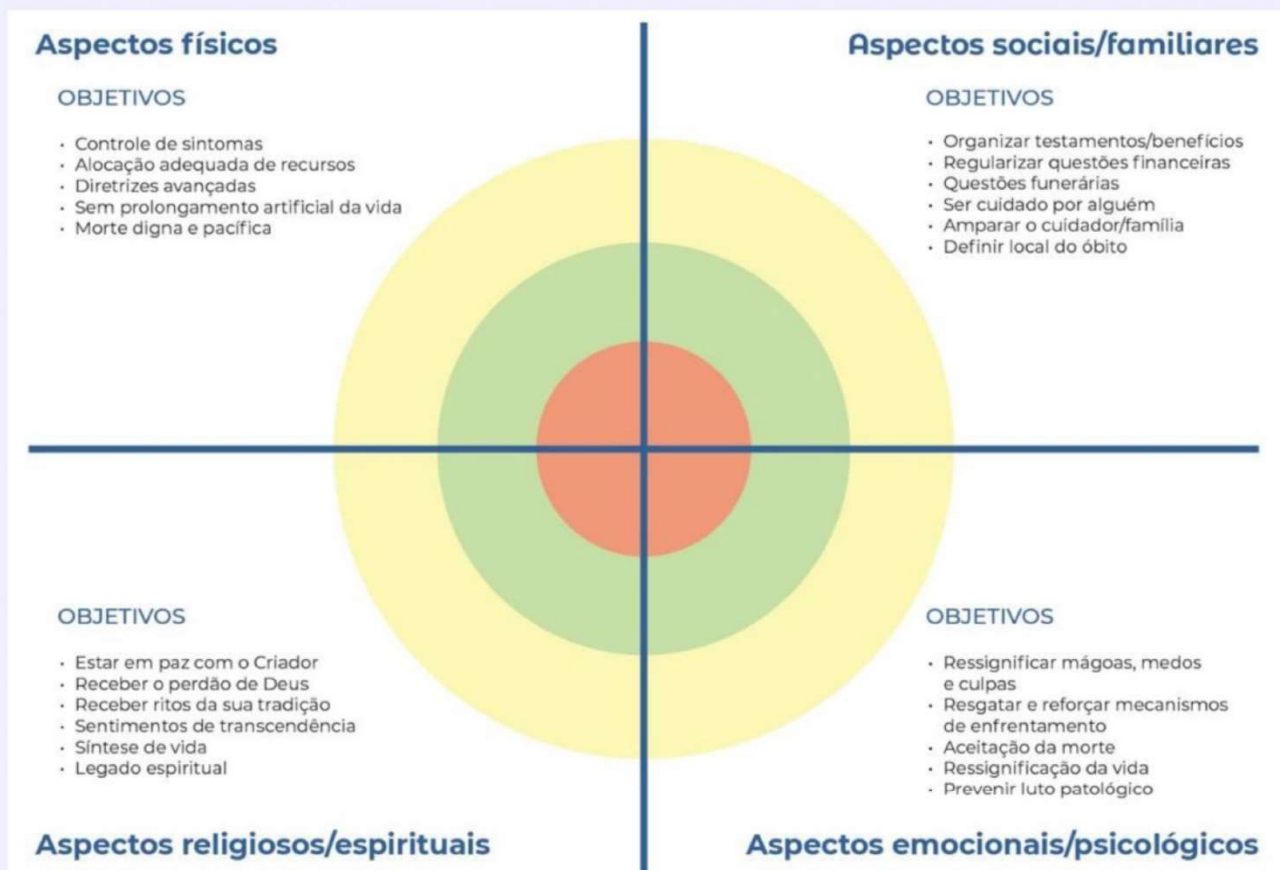 Aspectos físicos
OBJETIVOS
· Controle de sintomas
· Alocação adequada de recursos
· Diretrizes avançadas
· Sem prolongamento artificial da vida
· Morte digna e pacífica
Aspectos sociais/familiares
OBJETIVOS
· Organizar testamentos/benefícios
· Regularizar questões financeiras
· Questões funerárias
· Ser cuidado por alguém
· Amparar o cuidador/família
· Definir local do óbito
OBJETIVOS
· Estar em paz com o Criador
· Receber o perdão de Deus
· Receber ritos da sua tradição
· Sentimentos de transcendência
· Síntese de vida
· Legado espiritual
Aspectos religiosos/espirituais
OBJETIVOS
· Ressignificar mágoas, medos
e culpas
· Resgatar e reforçar mecanismos
de enfrentamento
· Aceitação da morte
· Ressignificação da vida
· Prevenir luto patológico
Aspectos emocionais/psicológicos